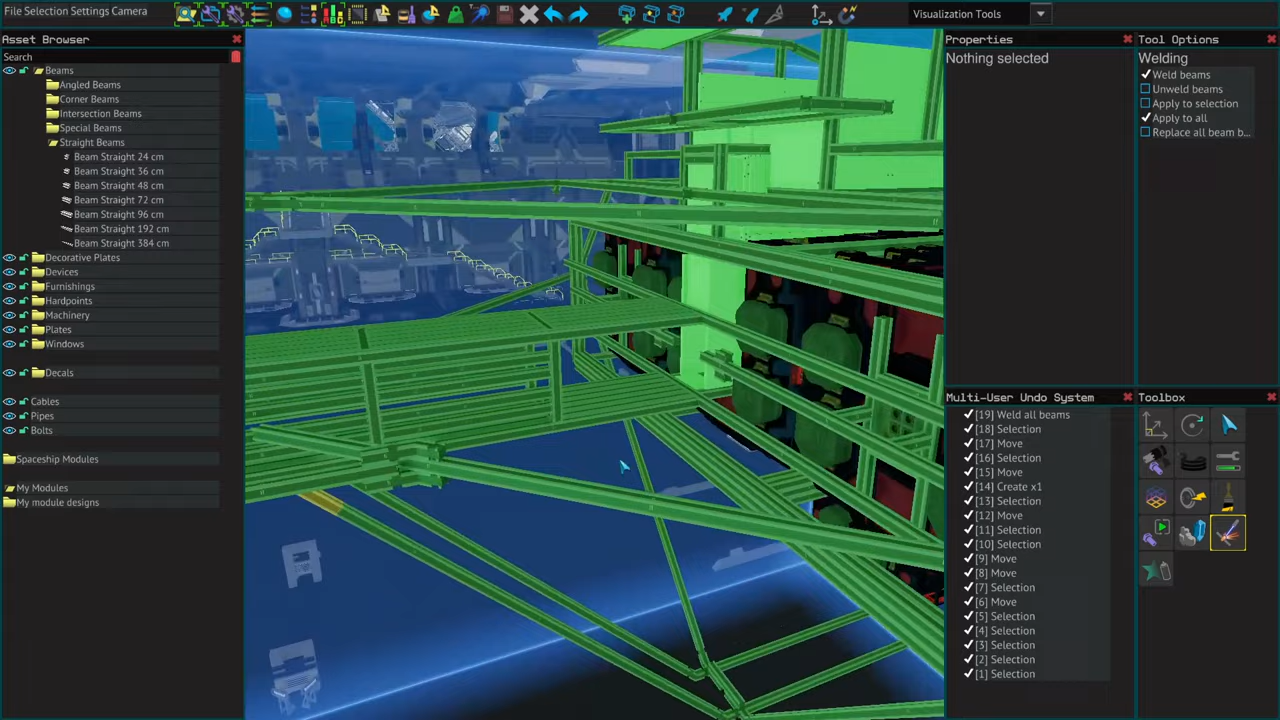 File Selection Settings Camera
Visualization Tools
Asset Browser
Search
Beams
Angled Beams
Corner Beams
Intersection Beams
Special Beams
Straight Beams
Beam Straight 24 cm
Beam Straight 36 cm
Beam Straight 48 cm
Beam Straight 72 cm
Beam Straight 96 cm
Beam Straight 192 cm
Beam Straight 384 cm
Decorative Plates
Devices
Furnishings
Hardpoints
Machinery
Plates
Windows
Decals
Cables
Pipes
Bolts
Spaceship Modules
My Modules
My module designs
Properties
Nothing selected
Tool Options
Welding
Weld beams
Unweld beams
Apply to selection
Apply to all
Replace all beam b...
Multi-User Undo System
[19] Weld all beams
[18] Selection
[17] Move
[16] Selection
[15] Move
[14] Create x1
[13] Selection
[12] Move
[11] Selection
[10] Selection
[9] Move
[8] Move
[7] Selection
[6] Move
[5] Selection
[4] Selection
[3] Selection
[2] Selection
[1] Selection
Toolbox